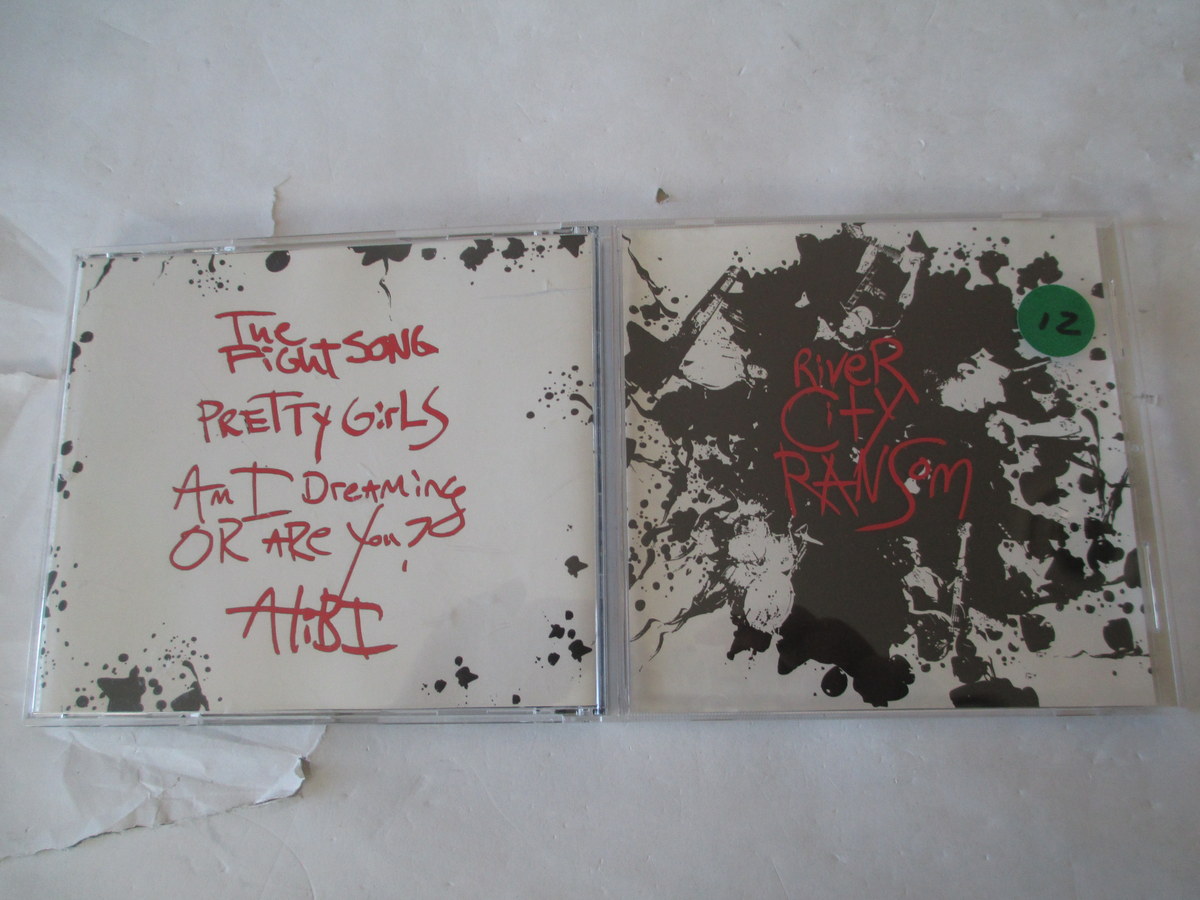 The
Fight SONG
PRETTY GiRLS
Am I Dreaming
OR ARe You?
ALiBI
RiveR
City
RANSom
12